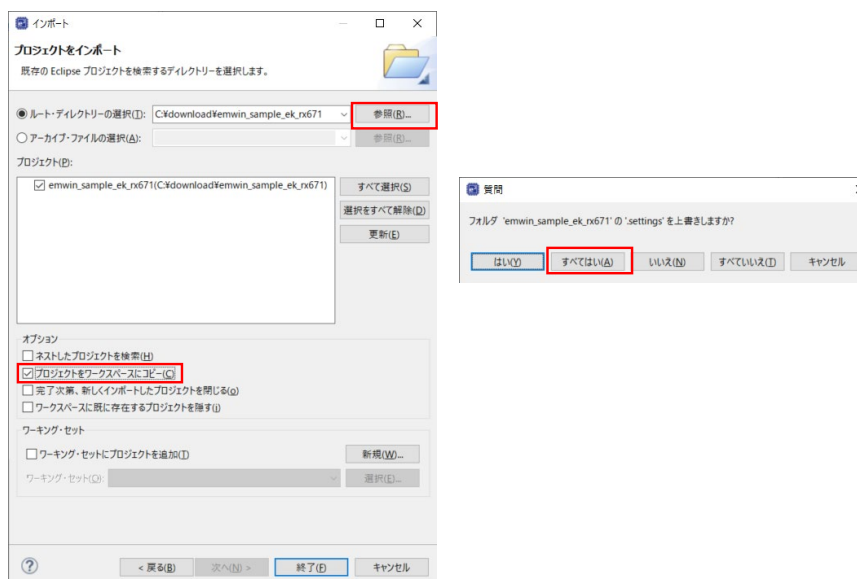 インポート
プロジェクトをインポート
既存の Eclipse プロジェクトを検索するディレクトリーを選択します。
ルート・ディレクトリーの選択(T): C:¥download¥emwin_sample_ek_rx671 参照(R)...
アーカイブ・ファイルの選択(A): 参照(R)...
プロジェクト(P):
emwin_sample_ek_rx671(C:¥download¥emwin_sample_ek_rx671)
すべて選択(S)
選択をすべて解除(D)
更新(E)
オプション
ネストしたプロジェクトを検索(H)
プロジェクトをワークスペースにコピー(C)
完了次第、新しくインポートしたプロジェクトを閉じる(o)
ワークスペースに既に存在するプロジェクトを隠す(i)
ワーキング・セット
ワーキング・セットにプロジェクトを追加(T) 新規(W)...
ワーキング・セット(O): 選択(E)...
? < 戻る(B) 次へ(N) > 終了(F) キャンセル
質問
フォルダ 'emwin_sample_ek_rx671' の '.settings' を上書きしますか?
はい(Y) すべてはい(A) いいえ(N) すべていいえ(T) キャンセル